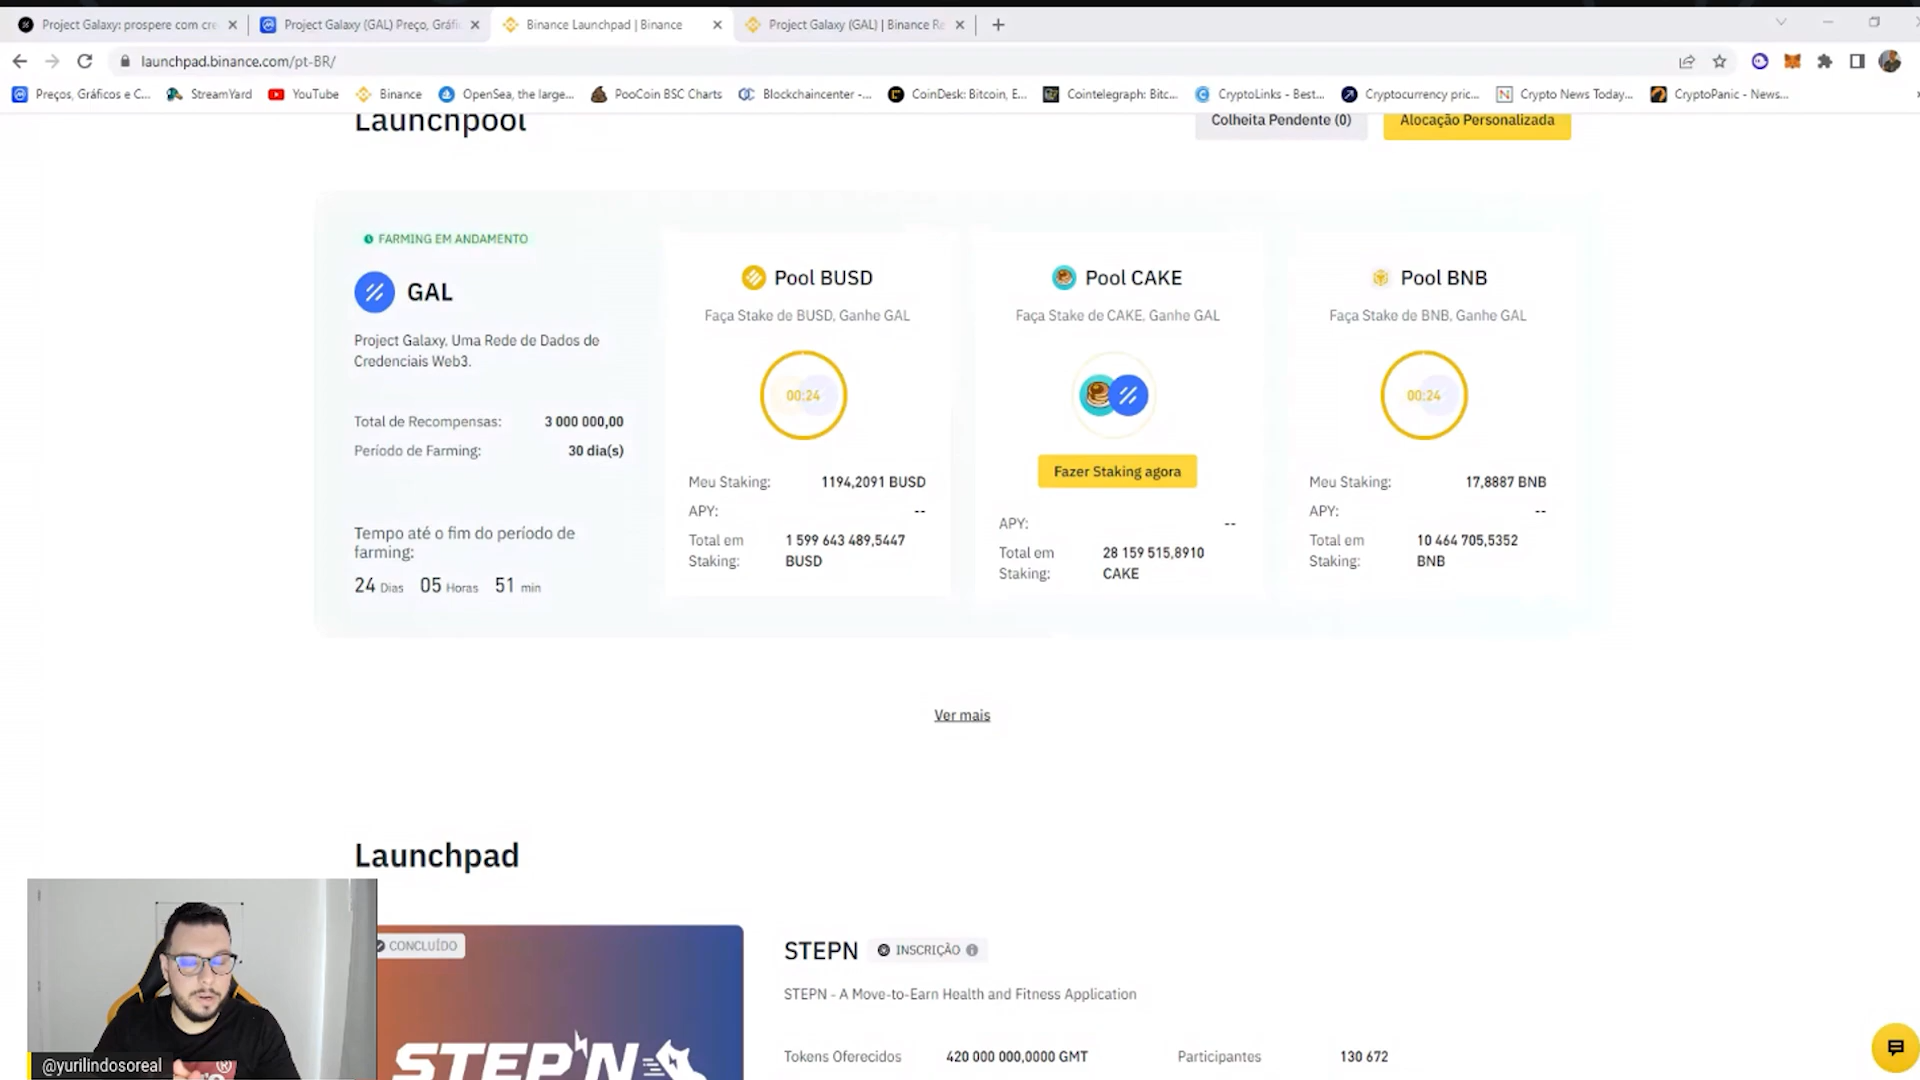 Project Galaxy: prospere com cre
Project Galaxy (GAL) Preço, Gráfi
Binance Launchpad | Binance
Project Galaxy (GAL) | Binance Re
launchpad.binance.com/pt-BR/
Preços, Gráficos e C...
StreamYard
YouTube
Binance
OpenSea, the large...
PooCoin BSC Charts
Blockchaincenter -...
CoinDesk: Bitcoin, E...
Cointelegraph: Bitc...
CryptoLinks - Best...
Cryptocurrency pric...
Crypto News Today...
CryptoPanic - News...
Launchpool
Colheita Pendente (0)
Alocação Personalizada
FARMING EM ANDAMENTO
GAL
Project Galaxy. Uma Rede de Dados de
Credenciais Web3.
Total de Recompensas: 3 000 000,00
Período de Farming: 30 dia(s)
Tempo até o fim do período de
farming:
24 Dias 05 Horas 51 min
Pool BUSD
Faça Stake de BUSD, Ganhe GAL
00:24
Meu Staking: 1194,2091 BUSD
APY: --
Total em 1 599 643 489,5447
Staking: BUSD
Pool CAKE
Faça Stake de CAKE, Ganhe GAL
Fazer Staking agora
APY: --
Total em 28 159 515,8910
Staking: CAKE
Pool BNB
Faça Stake de BNB, Ganhe GAL
00:24
Meu Staking: 17,8887 BNB
APY: --
Total em 10 464 705,5352
Staking: BNB
Ver mais
Launchpad
CONCLUÍDO
STEP'N
STEPN INSCRIÇÃO
STEPN - A Move-to-Earn Health and Fitness Application
Tokens Oferecidos 420 000 000,0000 GMT Participantes 130 672
@yurilindosoreal